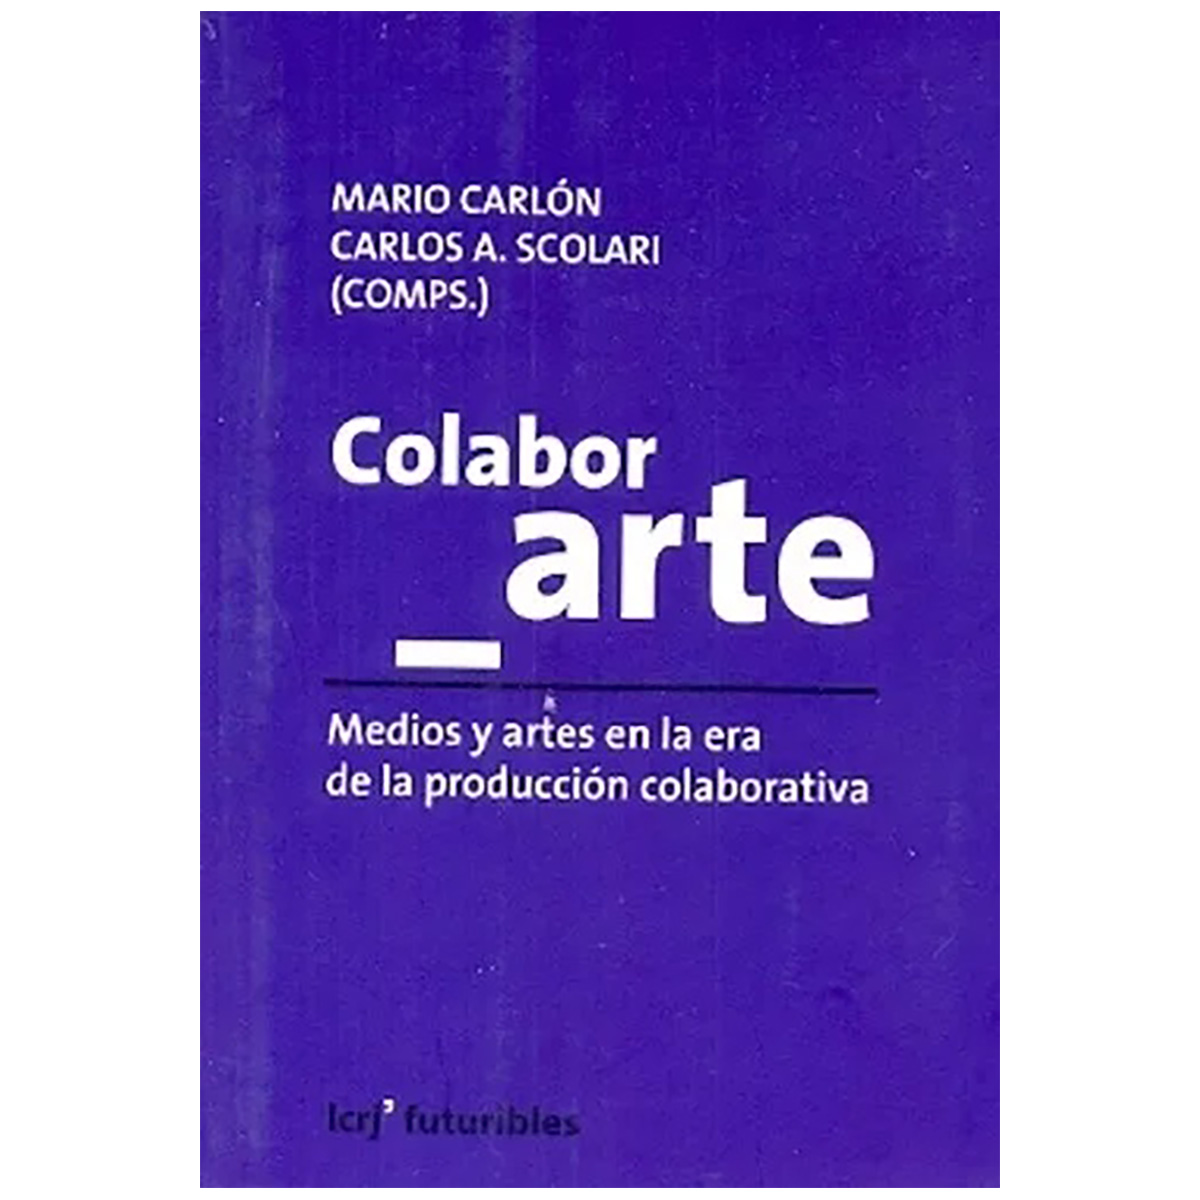 MARIO CARLÓN
CARLOS A. SCOLARI
(COMPS.)
Colabor
_arte
Medios y artes en la era
de la producción colaborativa
lcrj' futuribles